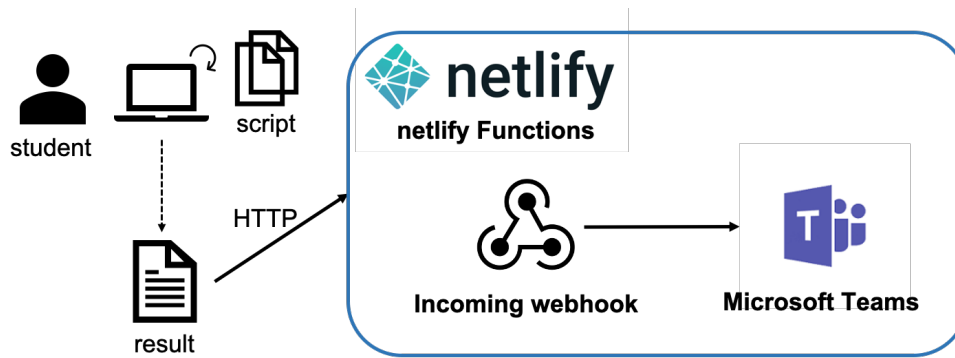 student
script
HTTP
result
netlify
netlify Functions
Incoming webhook
T
Microsoft Teams